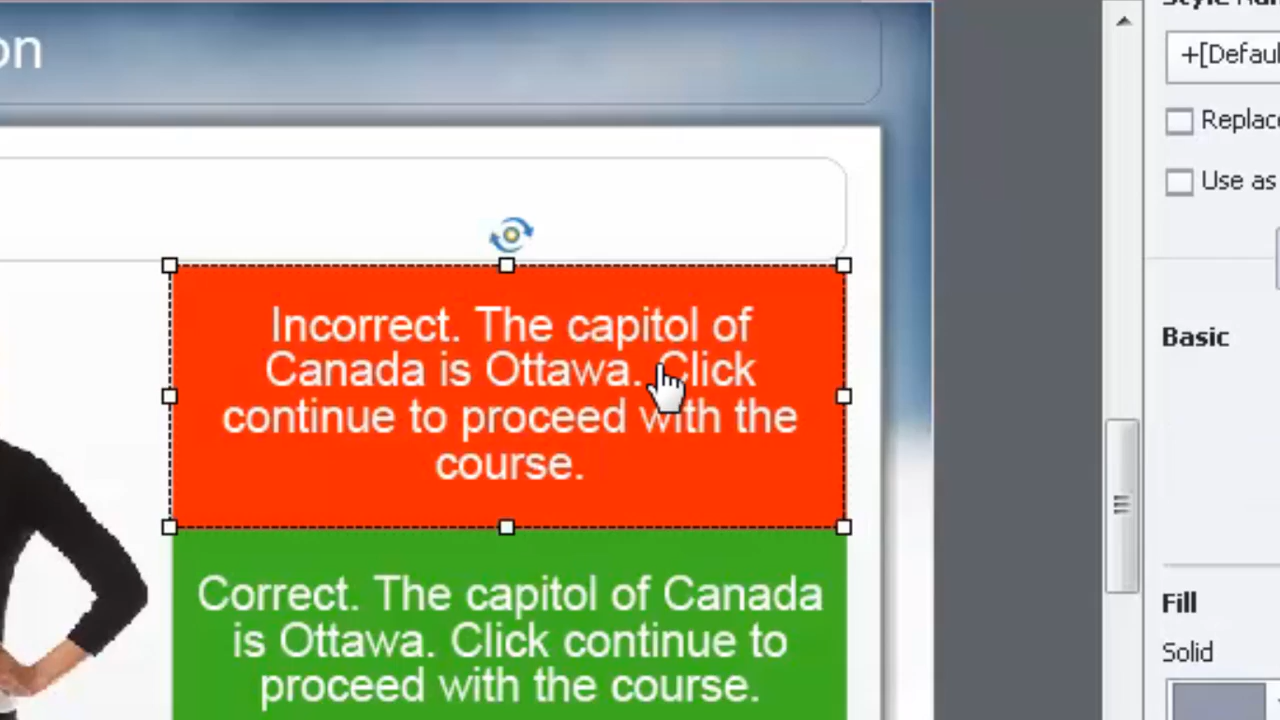 on
+[Defaul
Replace
Use as
Incorrect. The capitol of
Canada is Ottawa. Click
continue to proceed with the
course.
Basic
Correct. The capitol of Canada
is Ottawa. Click continue to
proceed with the course.
Fill
Solid